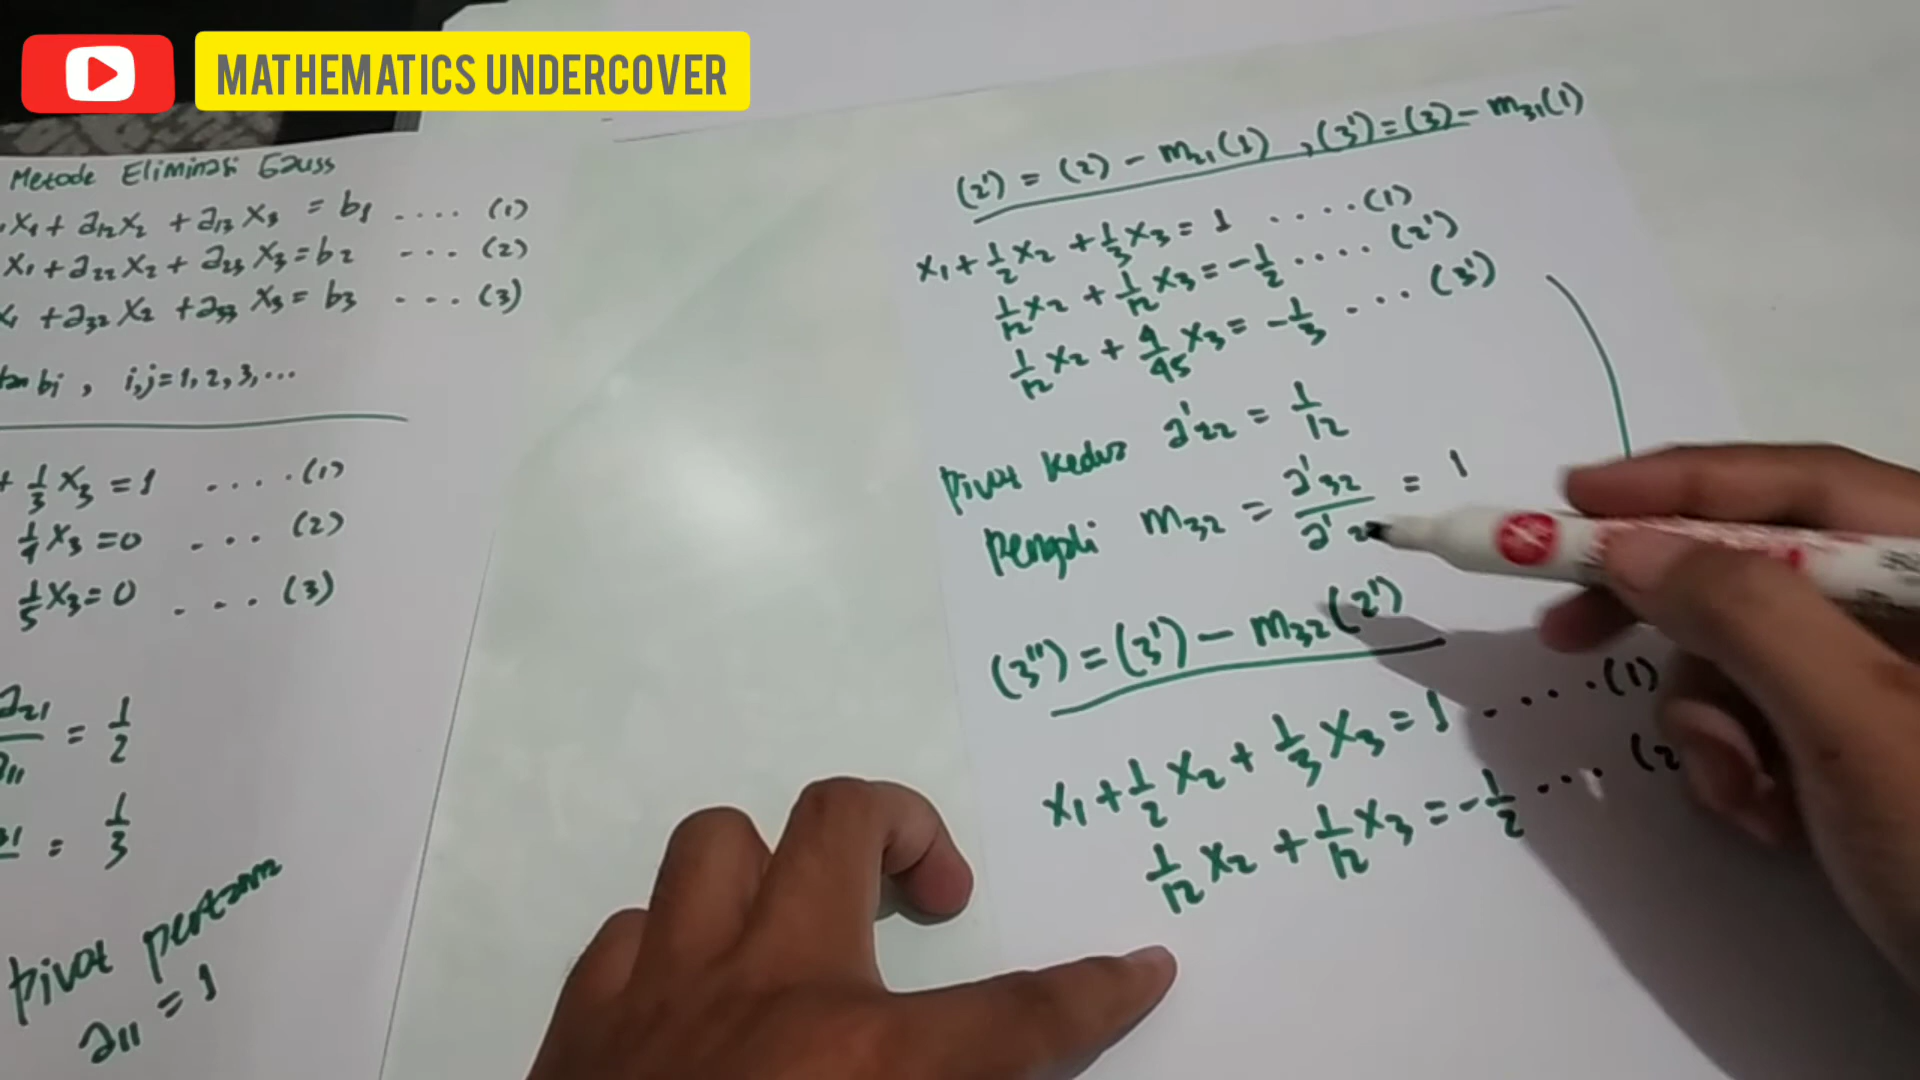 MATHEMATICS UNDERCOVER
Metode Eliminasi Gauss
x₁ + a₁₂x₂ + a₁₃x₃ = b₁ .... (1)
x₁ + a₂₂x₂ + a₂₃x₃ = b₂ ... (2)
x₁ + a₃₂x₂ + a₃₃x₃ = b₃ ... (3)
bi , i,j=1,2,3,...
+ 1/3 x₃ = 1 .... (1)
1/4 x₃ = 0 ... (2)
1/5 x₃ = 0 ... (3)
a₂₁/a₁₁ = 1/2
= 1/3
Pivot pertama
a₁₁ = 1
(2') = (2) - m₂₁(1) , (3') = (3) - m₃₁(1)
x₁ + 1/2 x₂ + 1/3 x₃ = 1 .... (1)
1/12 x₂ + 1/12 x₃ = -1/2 .... (2')
1/12 x₂ + 4/45 x₃ = -1/3 ... (3')
Pivot kedua a'₂₂ = 1/12
Pengali m₃₂ = a'₃₂/a'₂ = 1
(3'') = (3') - m₃₂(2')
x₁ + 1/2 x₂ + 1/3 x₃ = 1 .... (1)
1/12 x₂ + 1/12 x₃ = -1/2 ... (2